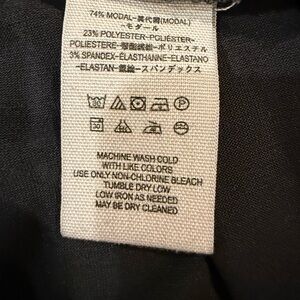 74% MODAL-莫代爾(MODAL)
-モダール
23% POLYESTER-POLIÉSTER-
POLIESTERE-聚酯纖維-ポリエステル
3% SPANDEX-ÉLASTHANNE-ELASTANO
-ELASTAN-氨綸-スパンデックス
P
MACHINE WASH COLD
WITH LIKE COLORS
USE ONLY NON-CHLORINE BLEACH
TUMBLE DRY LOW
LOW IRON AS NEEDED
MAY BE DRY CLEANED